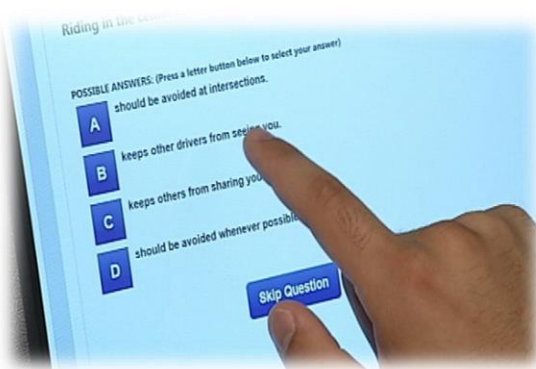 Riding in the
POSSIBLE ANSWERS: (Press a letter button below to select your answer)
A should be avoided at intersections.
B keeps other drivers from seeing you.
C keeps others from sharing
D should be avoided whenever
Skip Question